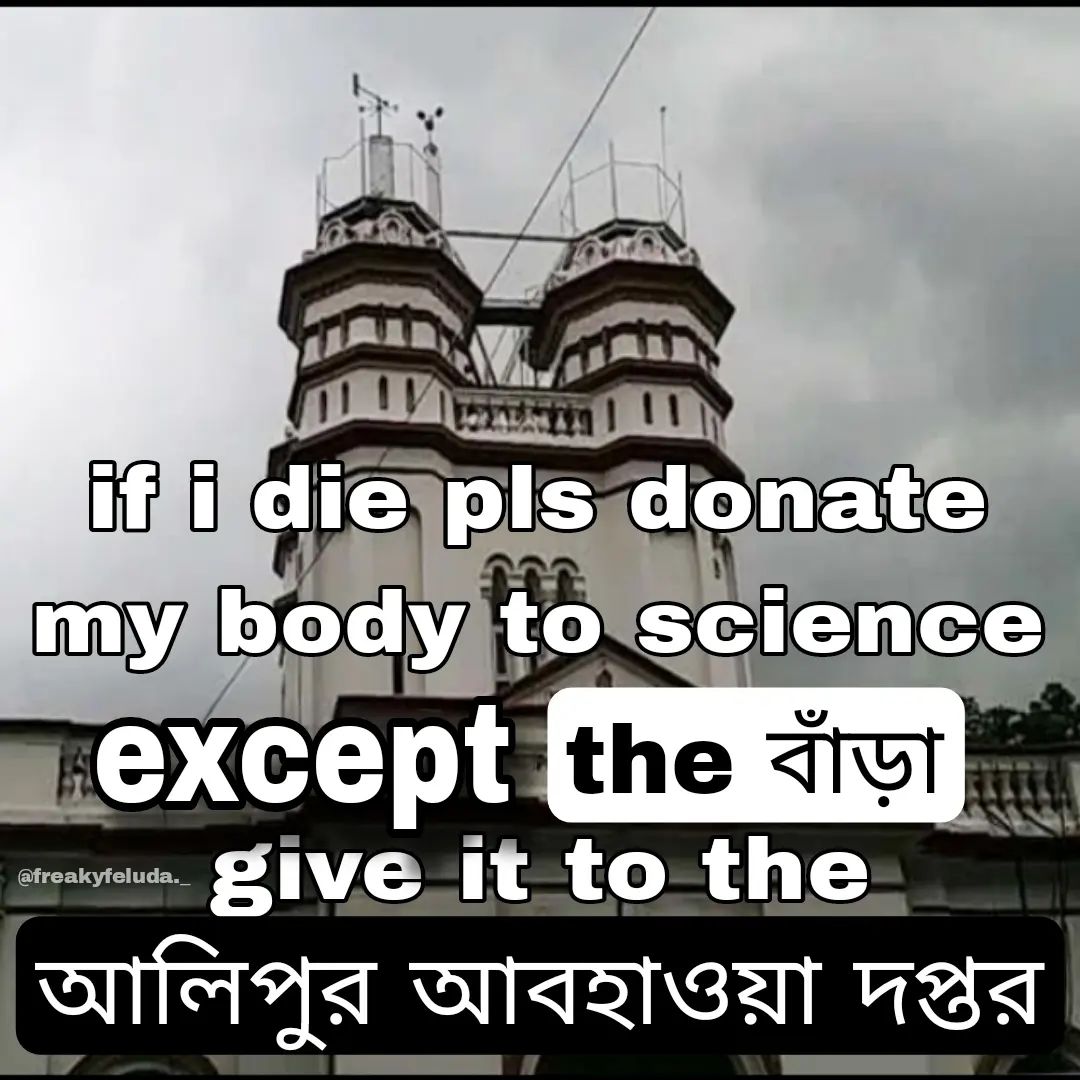 if i die pls donate
my body to science
except the বাঁড়া
give it to the
@freakyfeluda._
আলিপুর আবহাওয়া দপ্তর